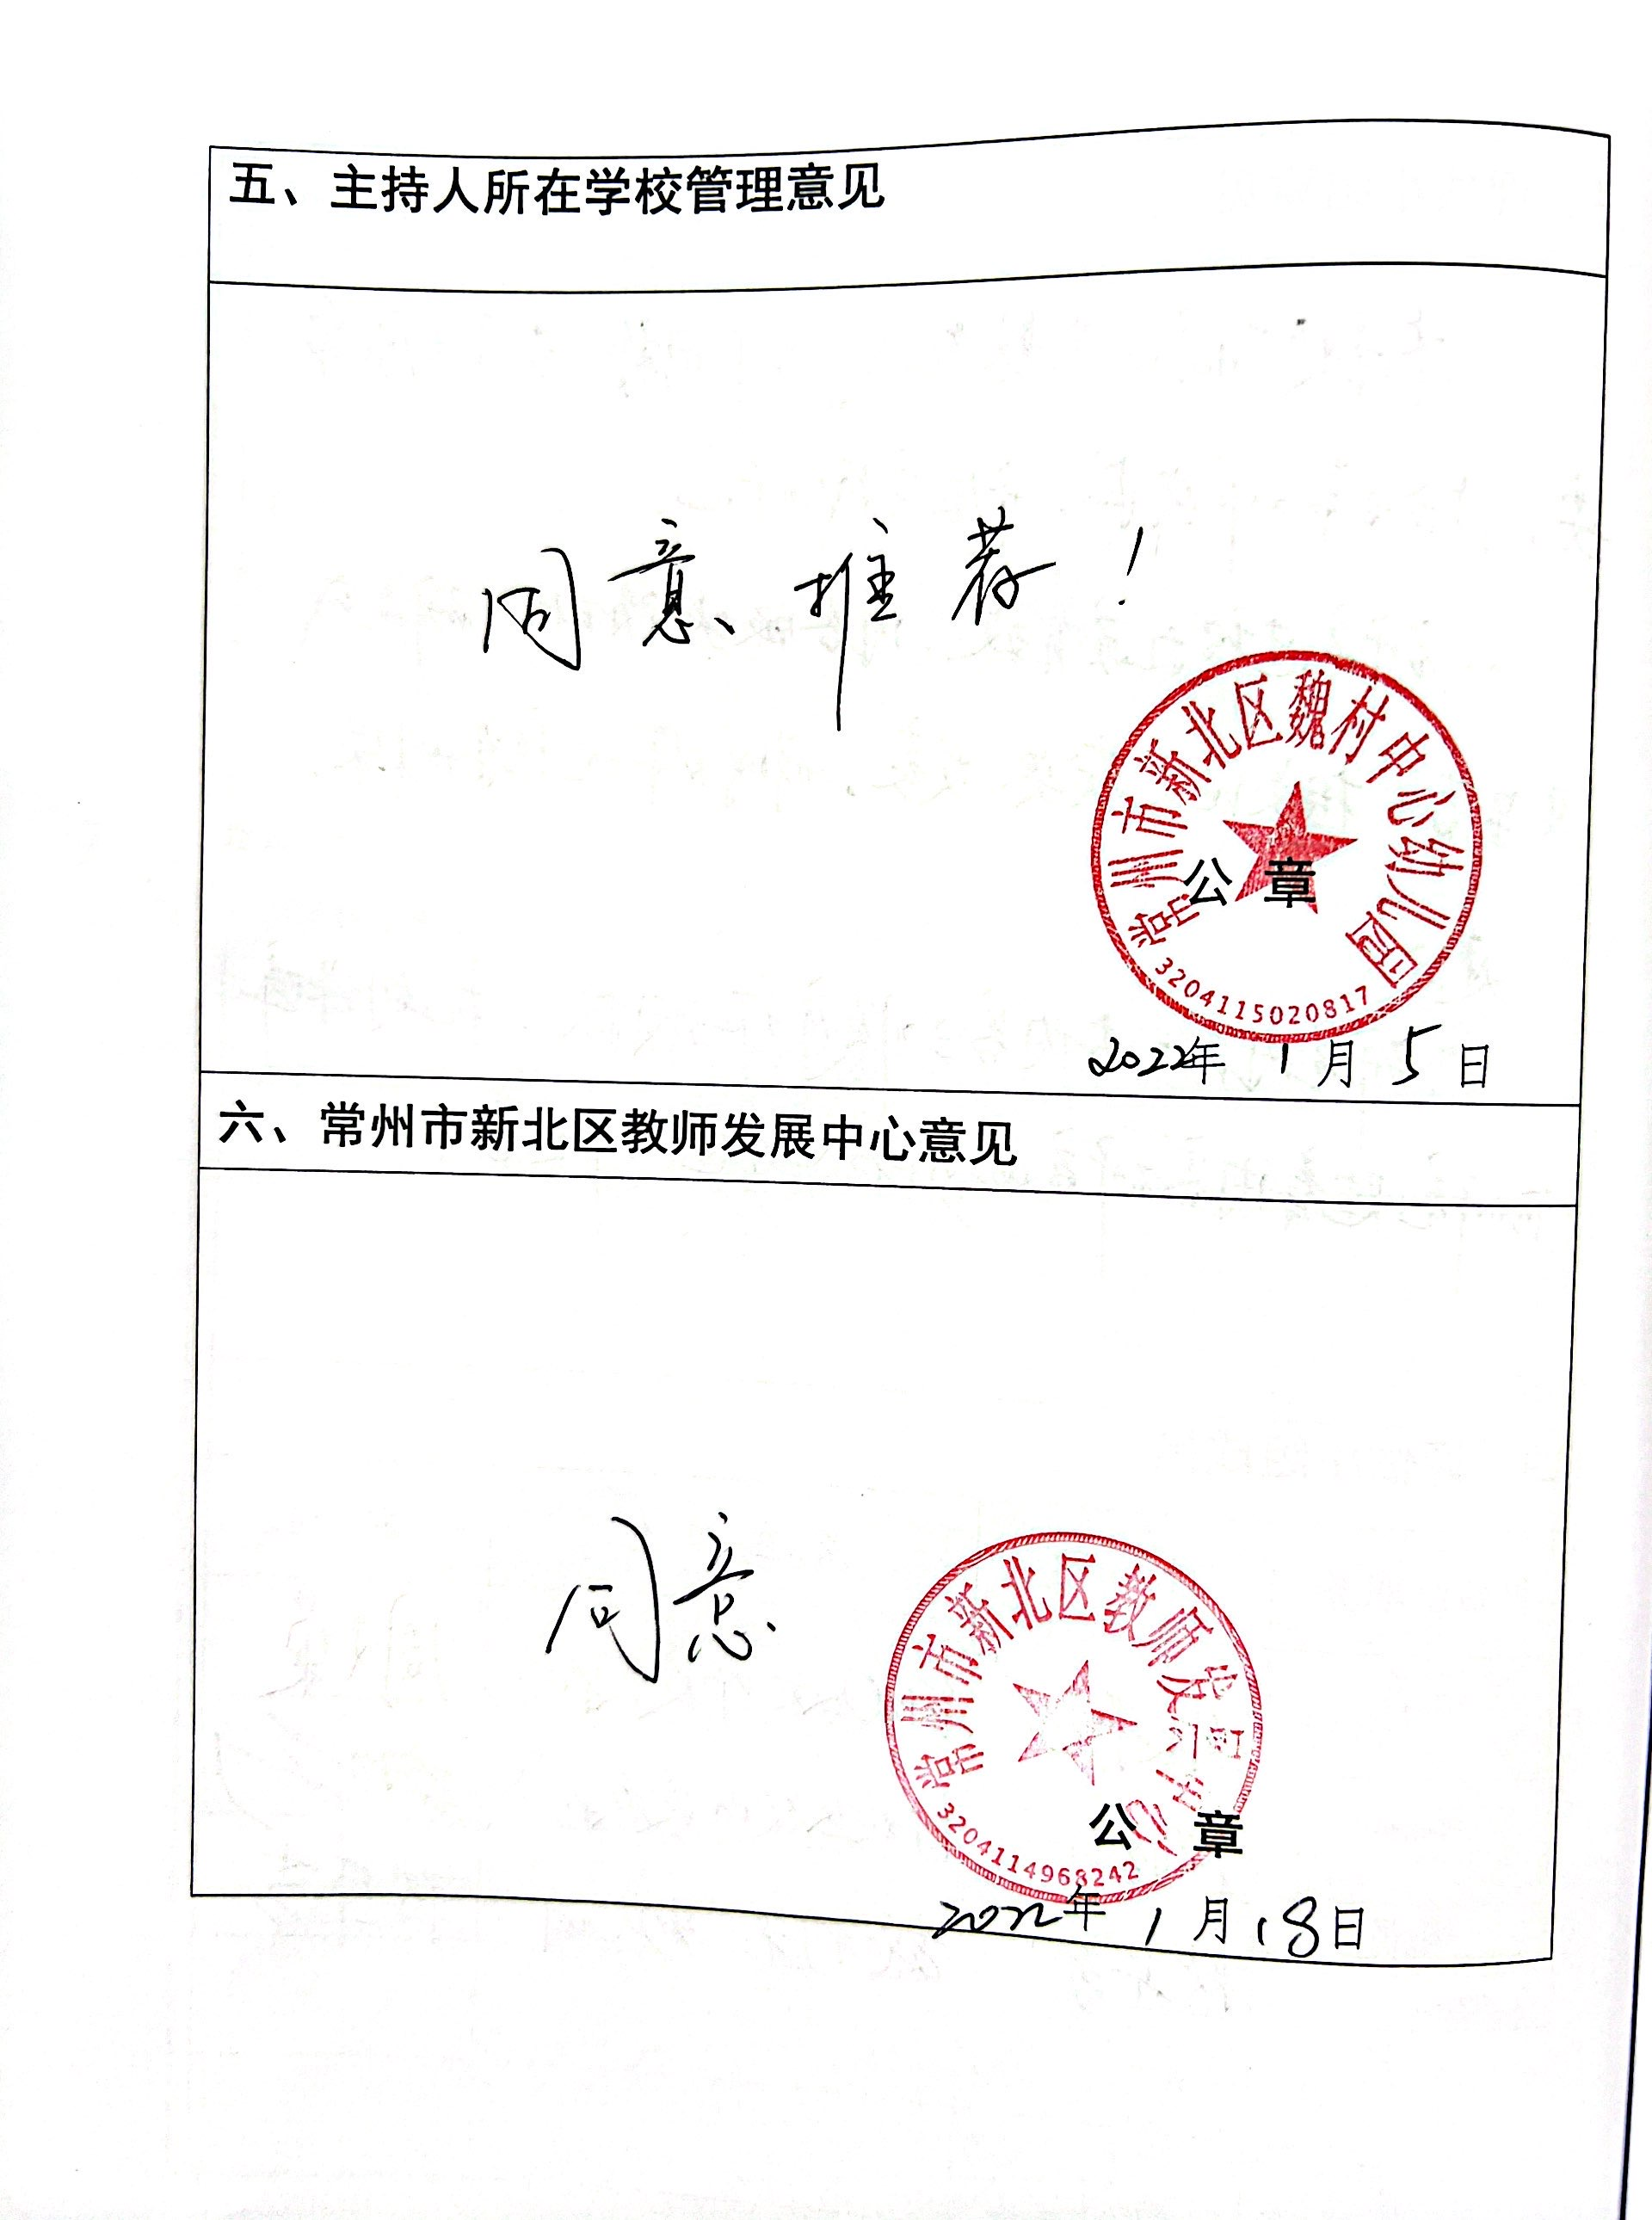 五、主持人所在学校管理意见
同意推荐！
常州市新北区魏村中心幼儿园
公 章
3204115020817
2022年 1 月 5 日
六、常州市新北区教师发展中心意见
同意
常州市新北区教师发展中心
公 章
3204114968242
2022年 1 月 18 日